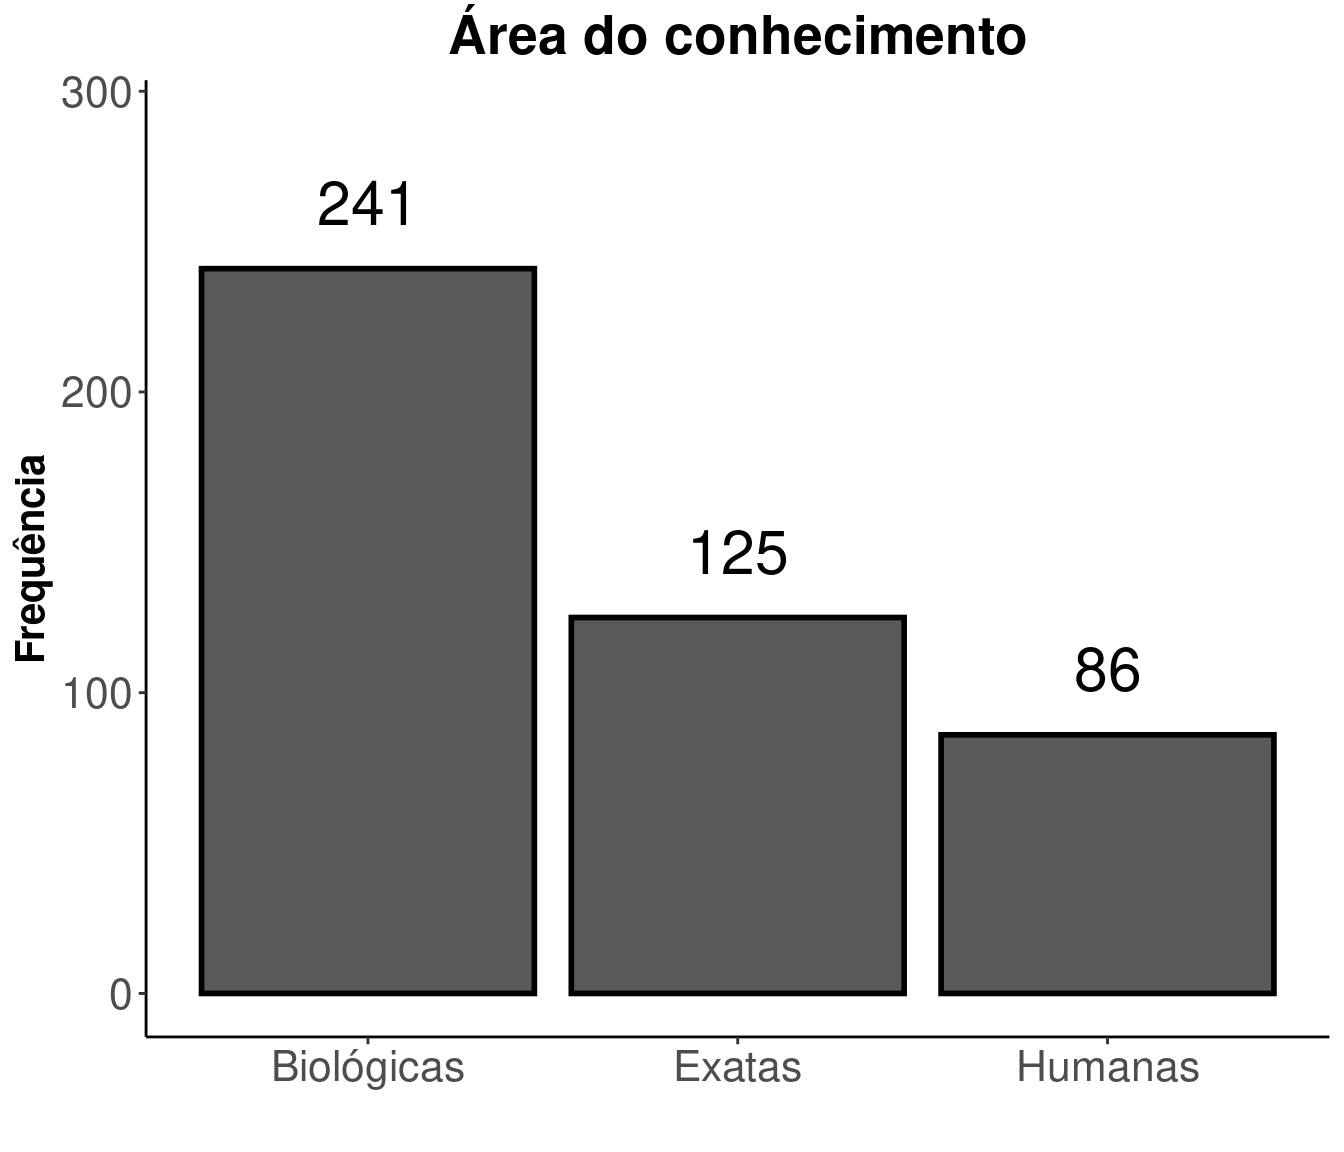 Área do conhecimento
300
200
100
0
Frequência
241
125
86
Biológicas
Exatas
Humanas